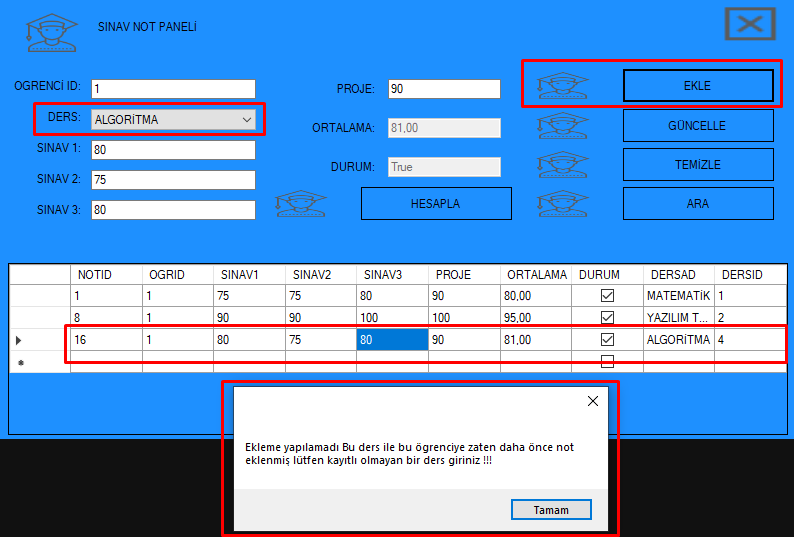 SINAV NOT PANELİ
OGRENCİ ID: 1
DERS: ALGORİTMA
SINAV 1: 80
SINAV 2: 75
SINAV 3: 80
PROJE: 90
ORTALAMA: 81,00
DURUM: True
HESAPLA
EKLE
GÜNCELLE
TEMİZLE
ARA
NOTID OGRID SINAV1 SINAV2 SINAV3 PROJE ORTALAMA DURUM DERSAD DERSID
1 1 75 75 80 90 80,00 MATEMATİK 1
8 1 90 90 100 100 95,00 YAZILIM T... 2
16 1 80 75 80 90 81,00 ALGORİTMA 4
Ekleme yapılamadı Bu ders ile bu ögrenciye zaten daha önce not
eklenmiş lütfen kayıtlı olmayan bir ders giriniz !!!
Tamam